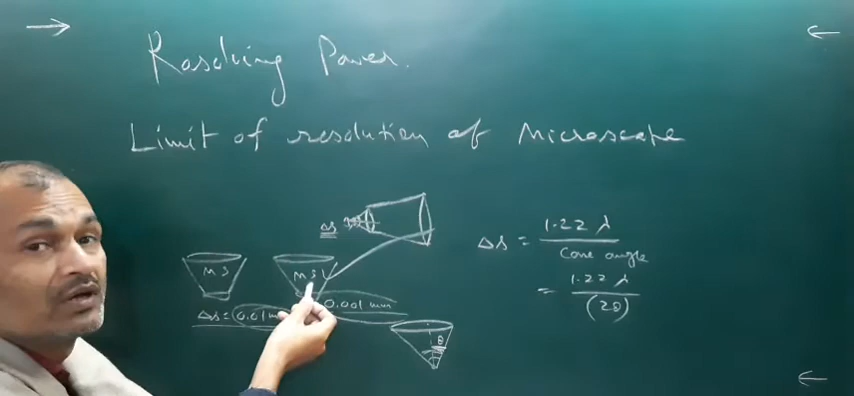 Resolving Power.
Limit of resolution of Microscope
Δs
MS
MS
Δs = 0.01
0.001 mm
θ
Δs = 1.22 λ / Cone angle
= 1.22 λ / (2θ)